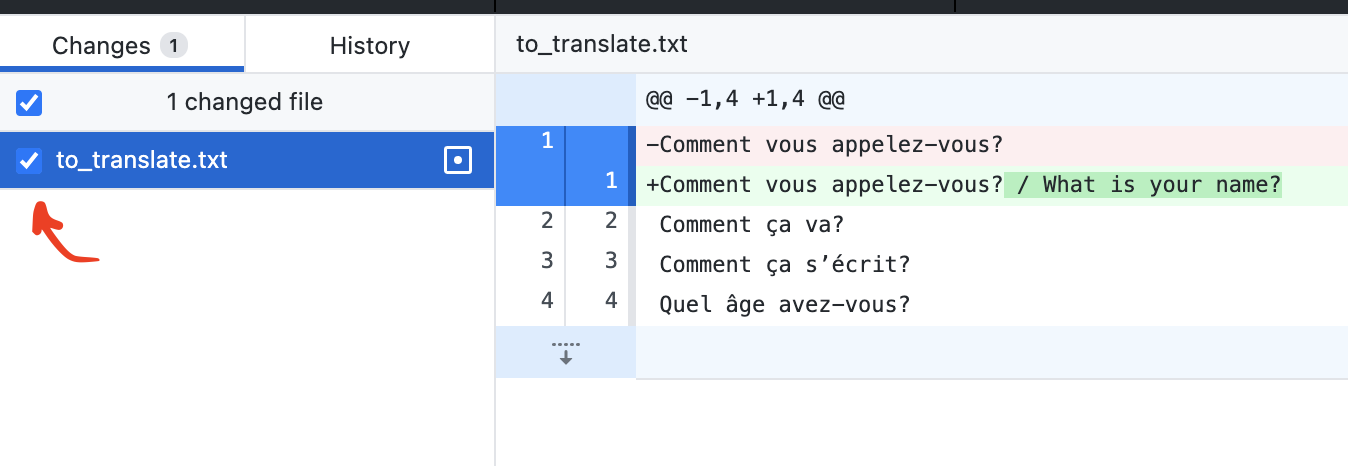 Changes 1
History
1 changed file
to_translate.txt
to_translate.txt
@@ -1,4 +1,4 @@
1 -Comment vous appelez-vous?
1 +Comment vous appelez-vous? / What is your name?
2 2 Comment ça va?
3 3 Comment ça s’écrit?
4 4 Quel âge avez-vous?